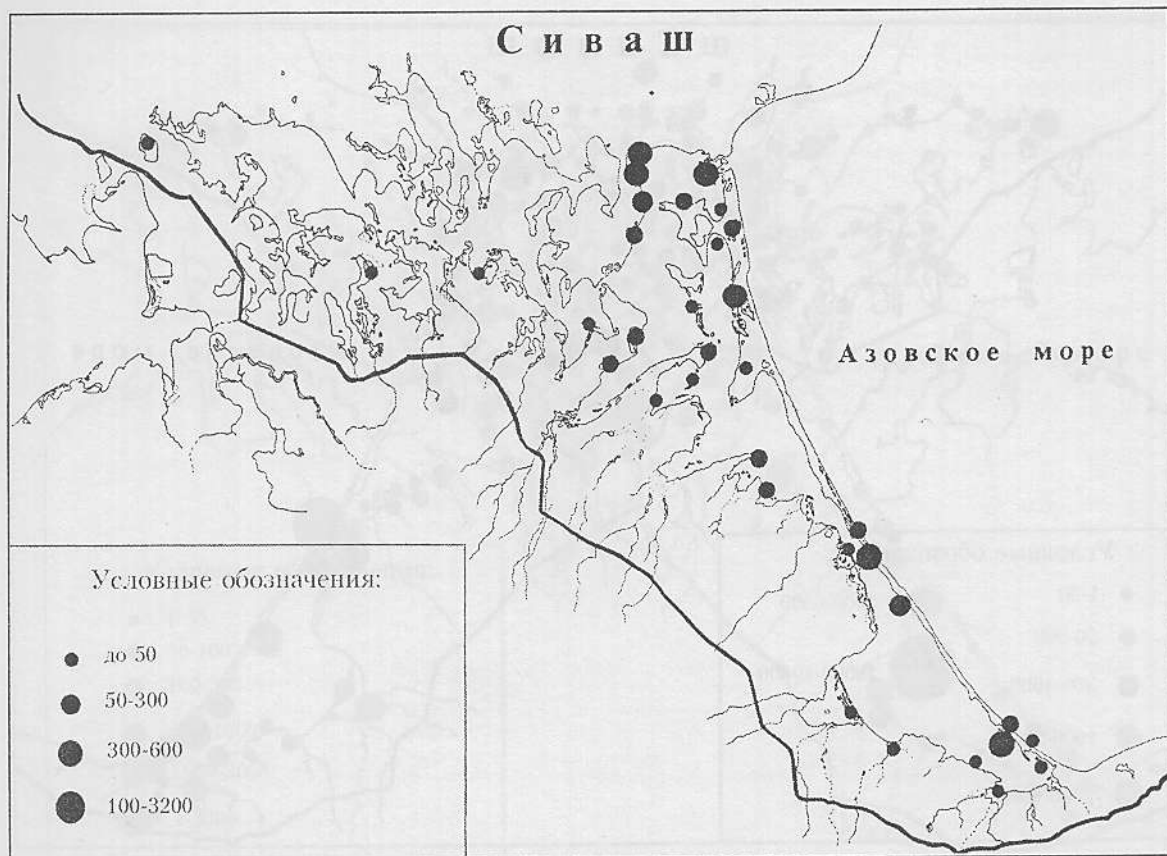 Сиваш
Азовское море
Условные обозначения:
до 50
50-300
300-600
100-3200